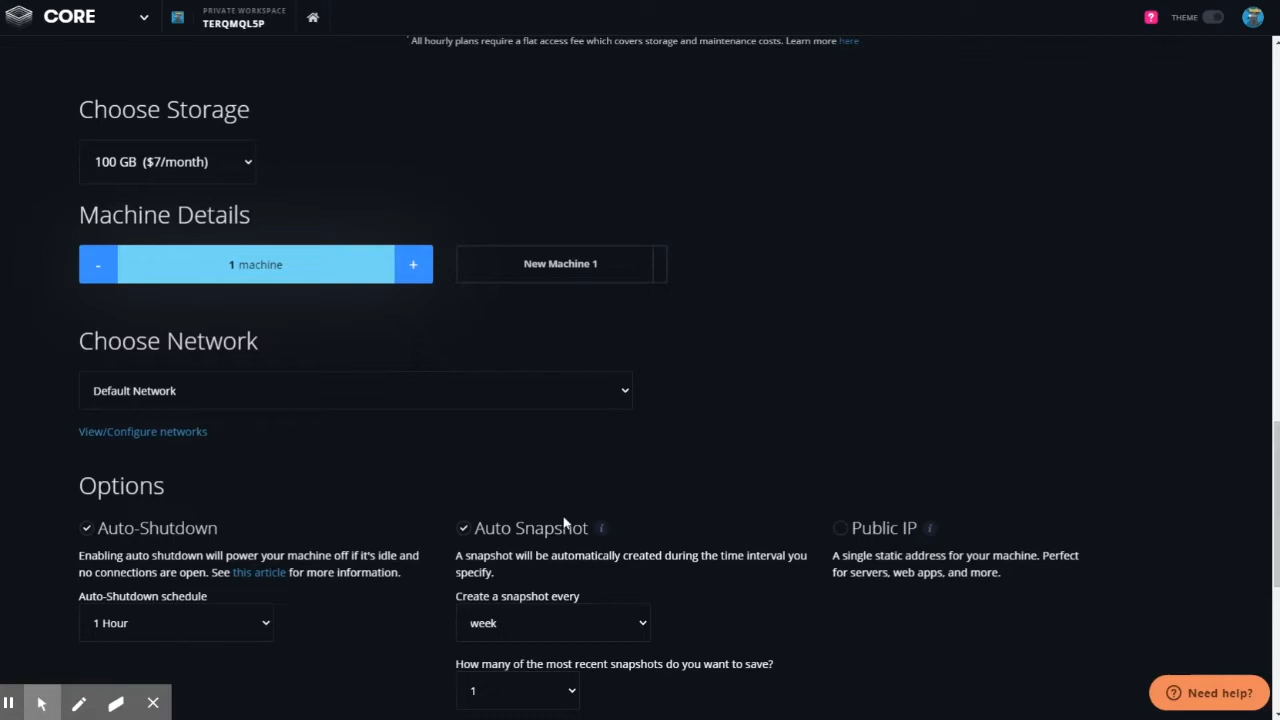 CORE
PRIVATE WORKSPACE
TERQMQL5P
? THEME
* All hourly plans require a flat access fee which covers storage and maintenance costs. Learn more here
Choose Storage
100 GB ($7/month)
Machine Details
- 1 machine + New Machine 1
Choose Network
Default Network
View/Configure networks
Options
Auto-Shutdown
Enabling auto shutdown will power your machine off if it's idle and
no connections are open. See this article for more information.
Auto-Shutdown schedule
1 Hour
Auto Snapshot i
A snapshot will be automatically created during the time interval you
specify.
Create a snapshot every
week
How many of the most recent snapshots do you want to save?
1
Public IP i
A single static address for your machine. Perfect
for servers, web apps, and more.
? Need help?